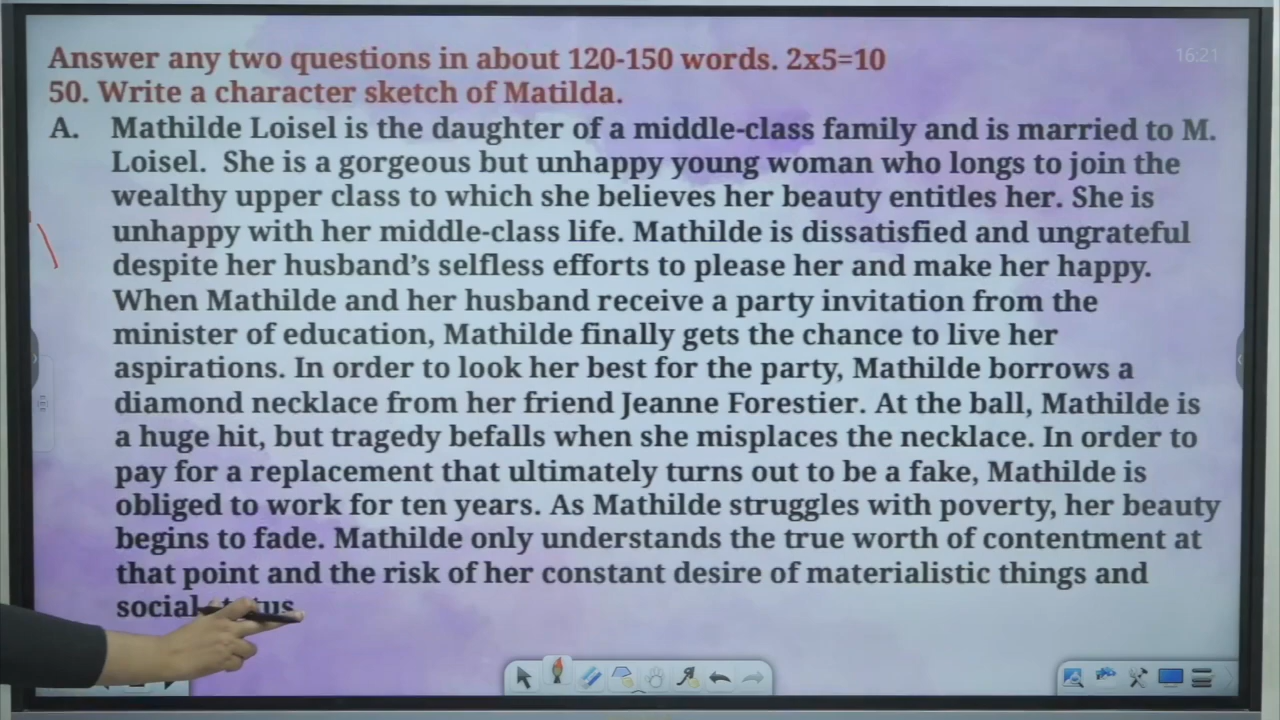 Answer any two questions in about 120-150 words. 2x5=10
16:21
50. Write a character sketch of Matilda.
A. Mathilde Loisel is the daughter of a middle-class family and is married to M.
Loisel. She is a gorgeous but unhappy young woman who longs to join the
wealthy upper class to which she believes her beauty entitles her. She is
unhappy with her middle-class life. Mathilde is dissatisfied and ungrateful
despite her husband’s selfless efforts to please her and make her happy.
When Mathilde and her husband receive a party invitation from the
minister of education, Mathilde finally gets the chance to live her
aspirations. In order to look her best for the party, Mathilde borrows a
diamond necklace from her friend Jeanne Forestier. At the ball, Mathilde is
a huge hit, but tragedy befalls when she misplaces the necklace. In order to
pay for a replacement that ultimately turns out to be a fake, Mathilde is
obliged to work for ten years. As Mathilde struggles with poverty, her beauty
begins to fade. Mathilde only understands the true worth of contentment at
that point and the risk of her constant desire of materialistic things and
social